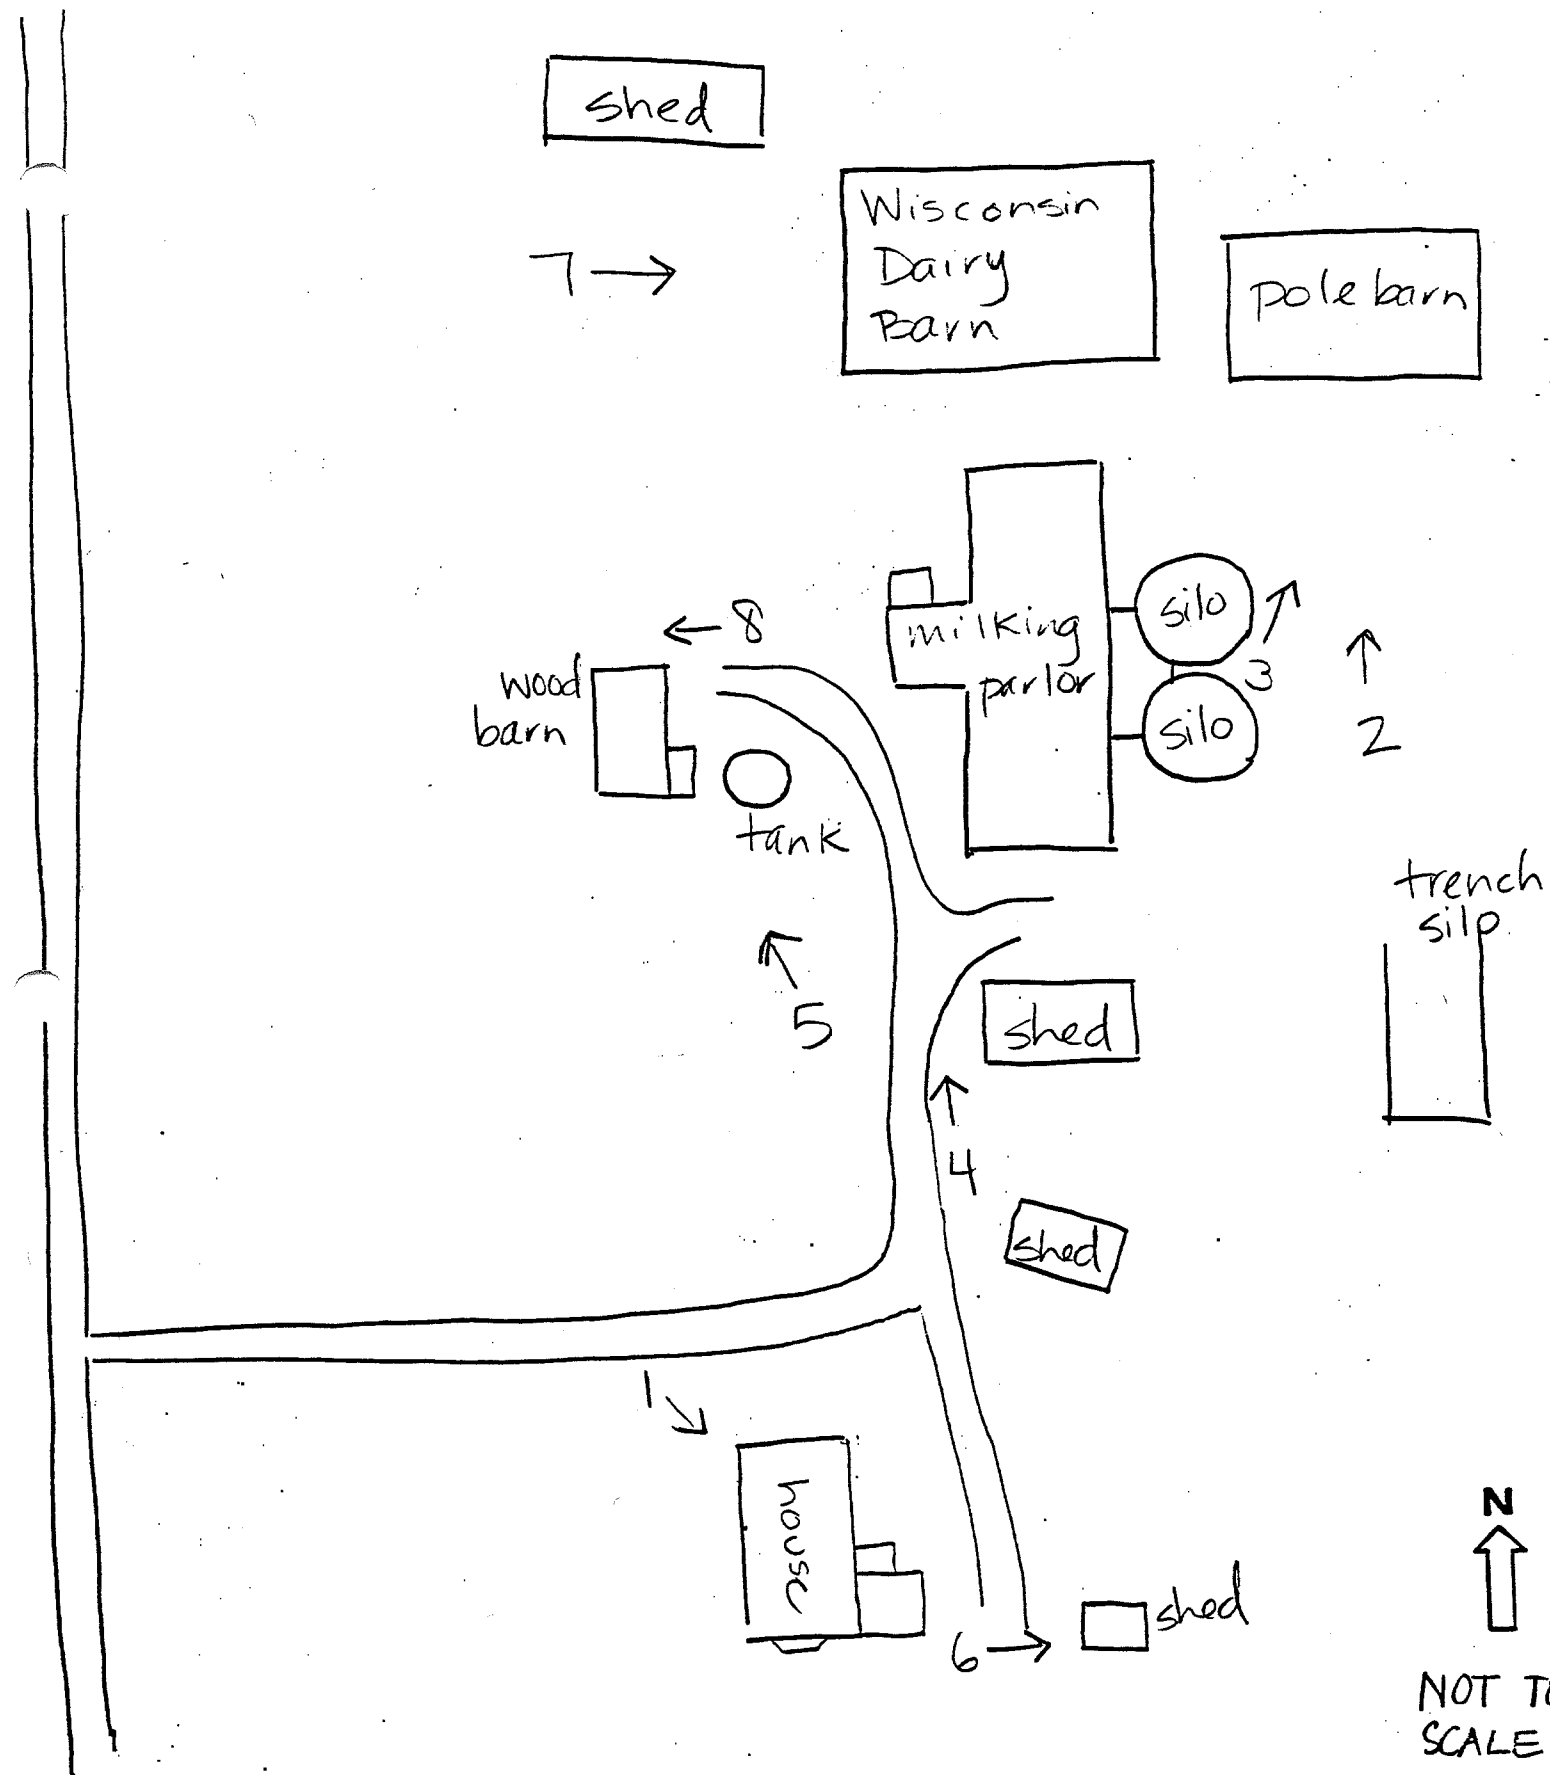 shed
Wisconsin
Dairy
Barn
pole barn
7
8
milking
parlor
silo
silo
3
2
wood
barn
tank
trench
silo
5
shed
4
shed
1
house
6
shed
N
NOT TO
SCALE